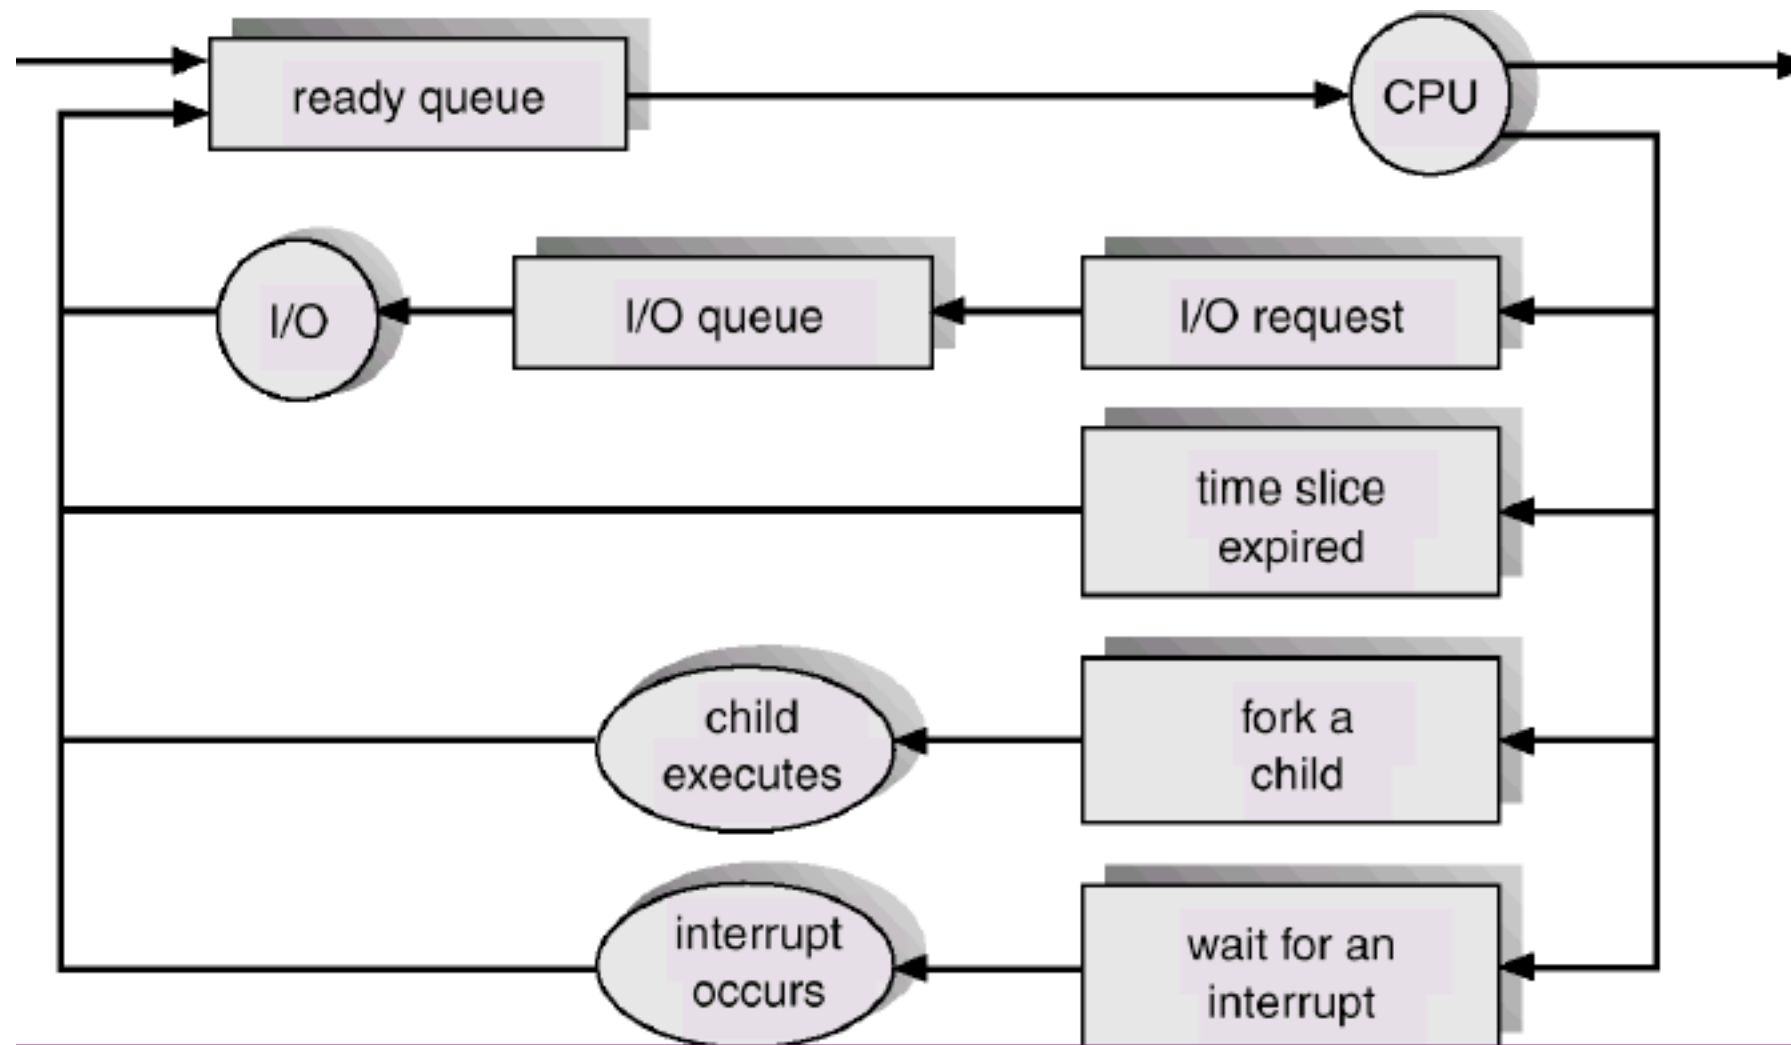 ready queue
CPU
I/O
I/O queue
I/O request
time slice
expired
child
executes
fork a
child
interrupt
occurs
wait for an
interrupt